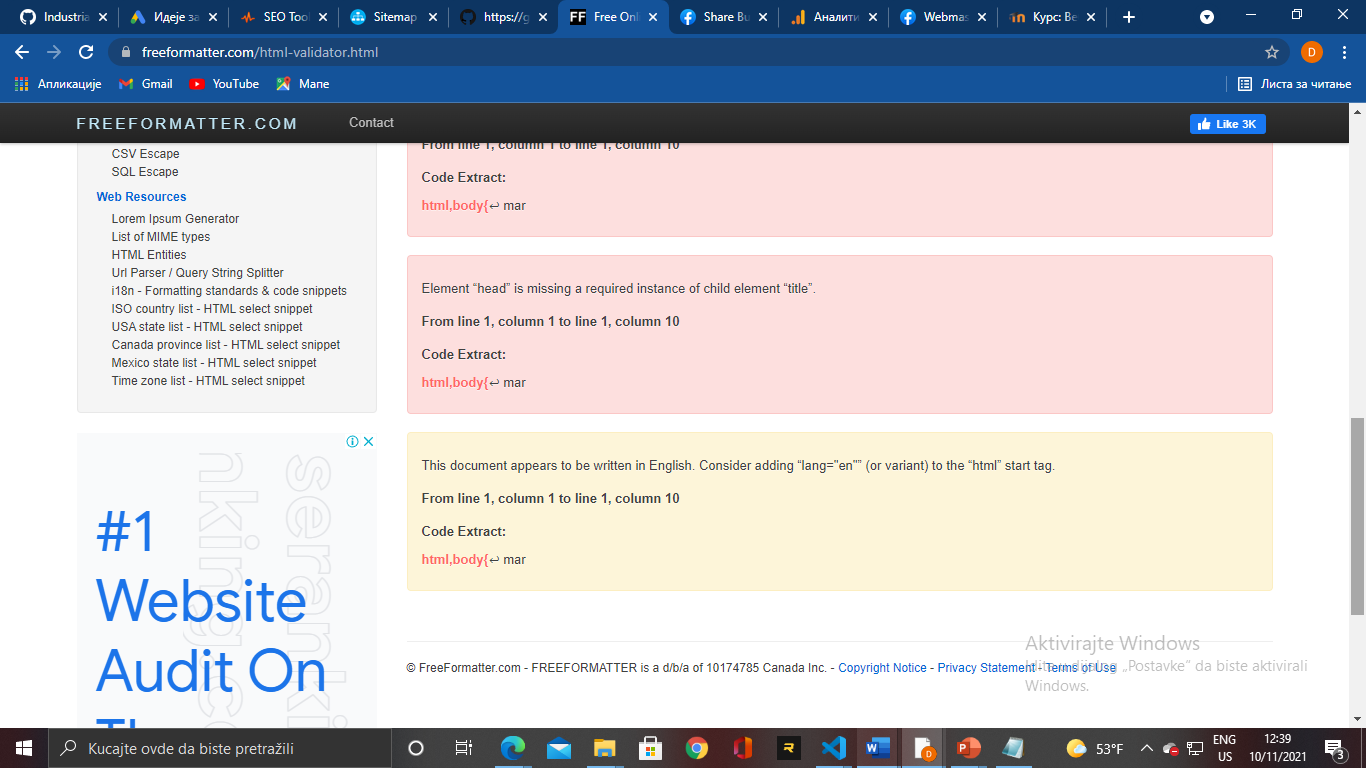 Industria
Идеје за
SEO Tool
Sitemap
https://g
Free Onl
Share Bu
Аналити
Webmas
Курс: Ве
freeformatter.com/html-validator.html
D
Апликације
Gmail
YouTube
Мапе
Листа за читање
FREEFORMATTER.COM
Contact
Like 3K
CSV Escape
SQL Escape
Web Resources
Lorem Ipsum Generator
List of MIME types
HTML Entities
Url Parser / Query String Splitter
i18n - Formatting standards & code snippets
ISO country list - HTML select snippet
USA state list - HTML select snippet
Canada province list - HTML select snippet
Mexico state list - HTML select snippet
Time zone list - HTML select snippet
#1
Website
Audit On
From line 1, column 1 to line 1, column 10
Code Extract:
html,body{↩ mar
Element “head” is missing a required instance of child element “title”.
From line 1, column 1 to line 1, column 10
Code Extract:
html,body{↩ mar
This document appears to be written in English. Consider adding “lang="en"” (or variant) to the “html” start tag.
From line 1, column 1 to line 1, column 10
Code Extract:
html,body{↩ mar
© FreeFormatter.com - FREEFORMATTER is a d/b/a of 10174785 Canada Inc. - Copyright Notice - Privacy Statement - Terms of Use
Aktivirajte Windows
„Postavke“ da biste aktivirali
Windows.
Kucajte ovde da biste pretražili
53°F
ENG
US
12:39
10/11/2021
3